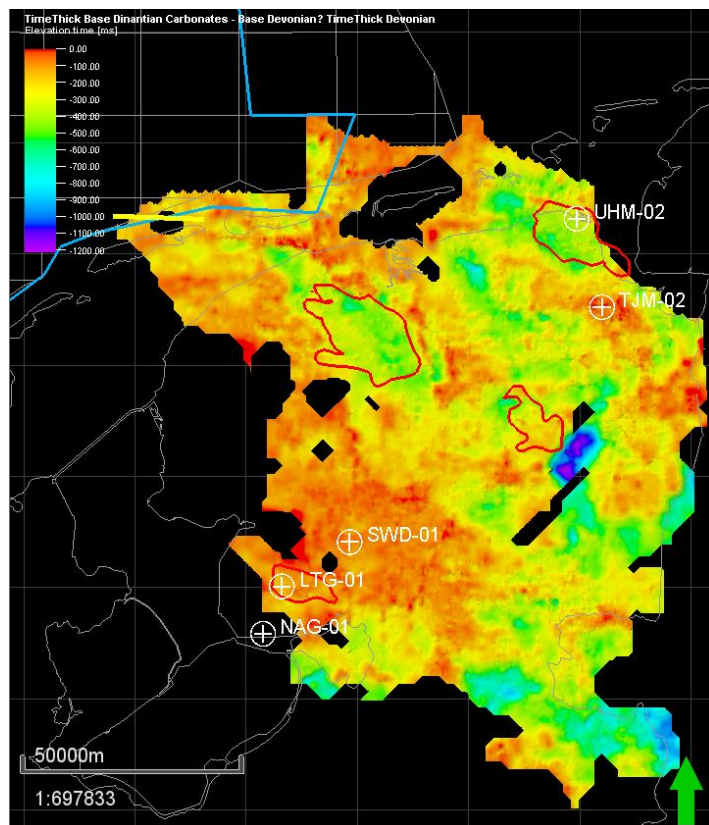 TimeThick Base Dinantian Carbonates - Base Devonian? TimeThick Devonian
Elevation time [ms]
0.00
-100.00
-200.00
-300.00
-400.00
-500.00
-600.00
-700.00
-800.00
-900.00
-1000.00
-1100.00
-1200.00
UHM-02
TJM-02
SWD-01
LTG-01
NAG-01
50000m
1:697833